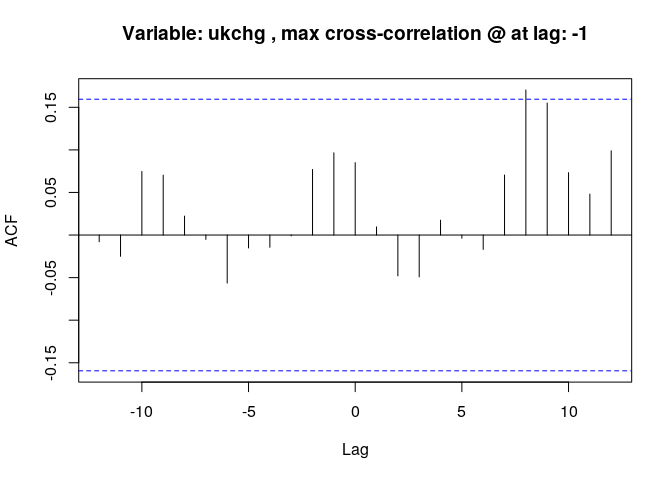 Variable: ukchg , max cross-correlation @ at lag: -1
ACF
0.15
0.05
-0.05
-0.15
-10 -5 0 5 10
Lag